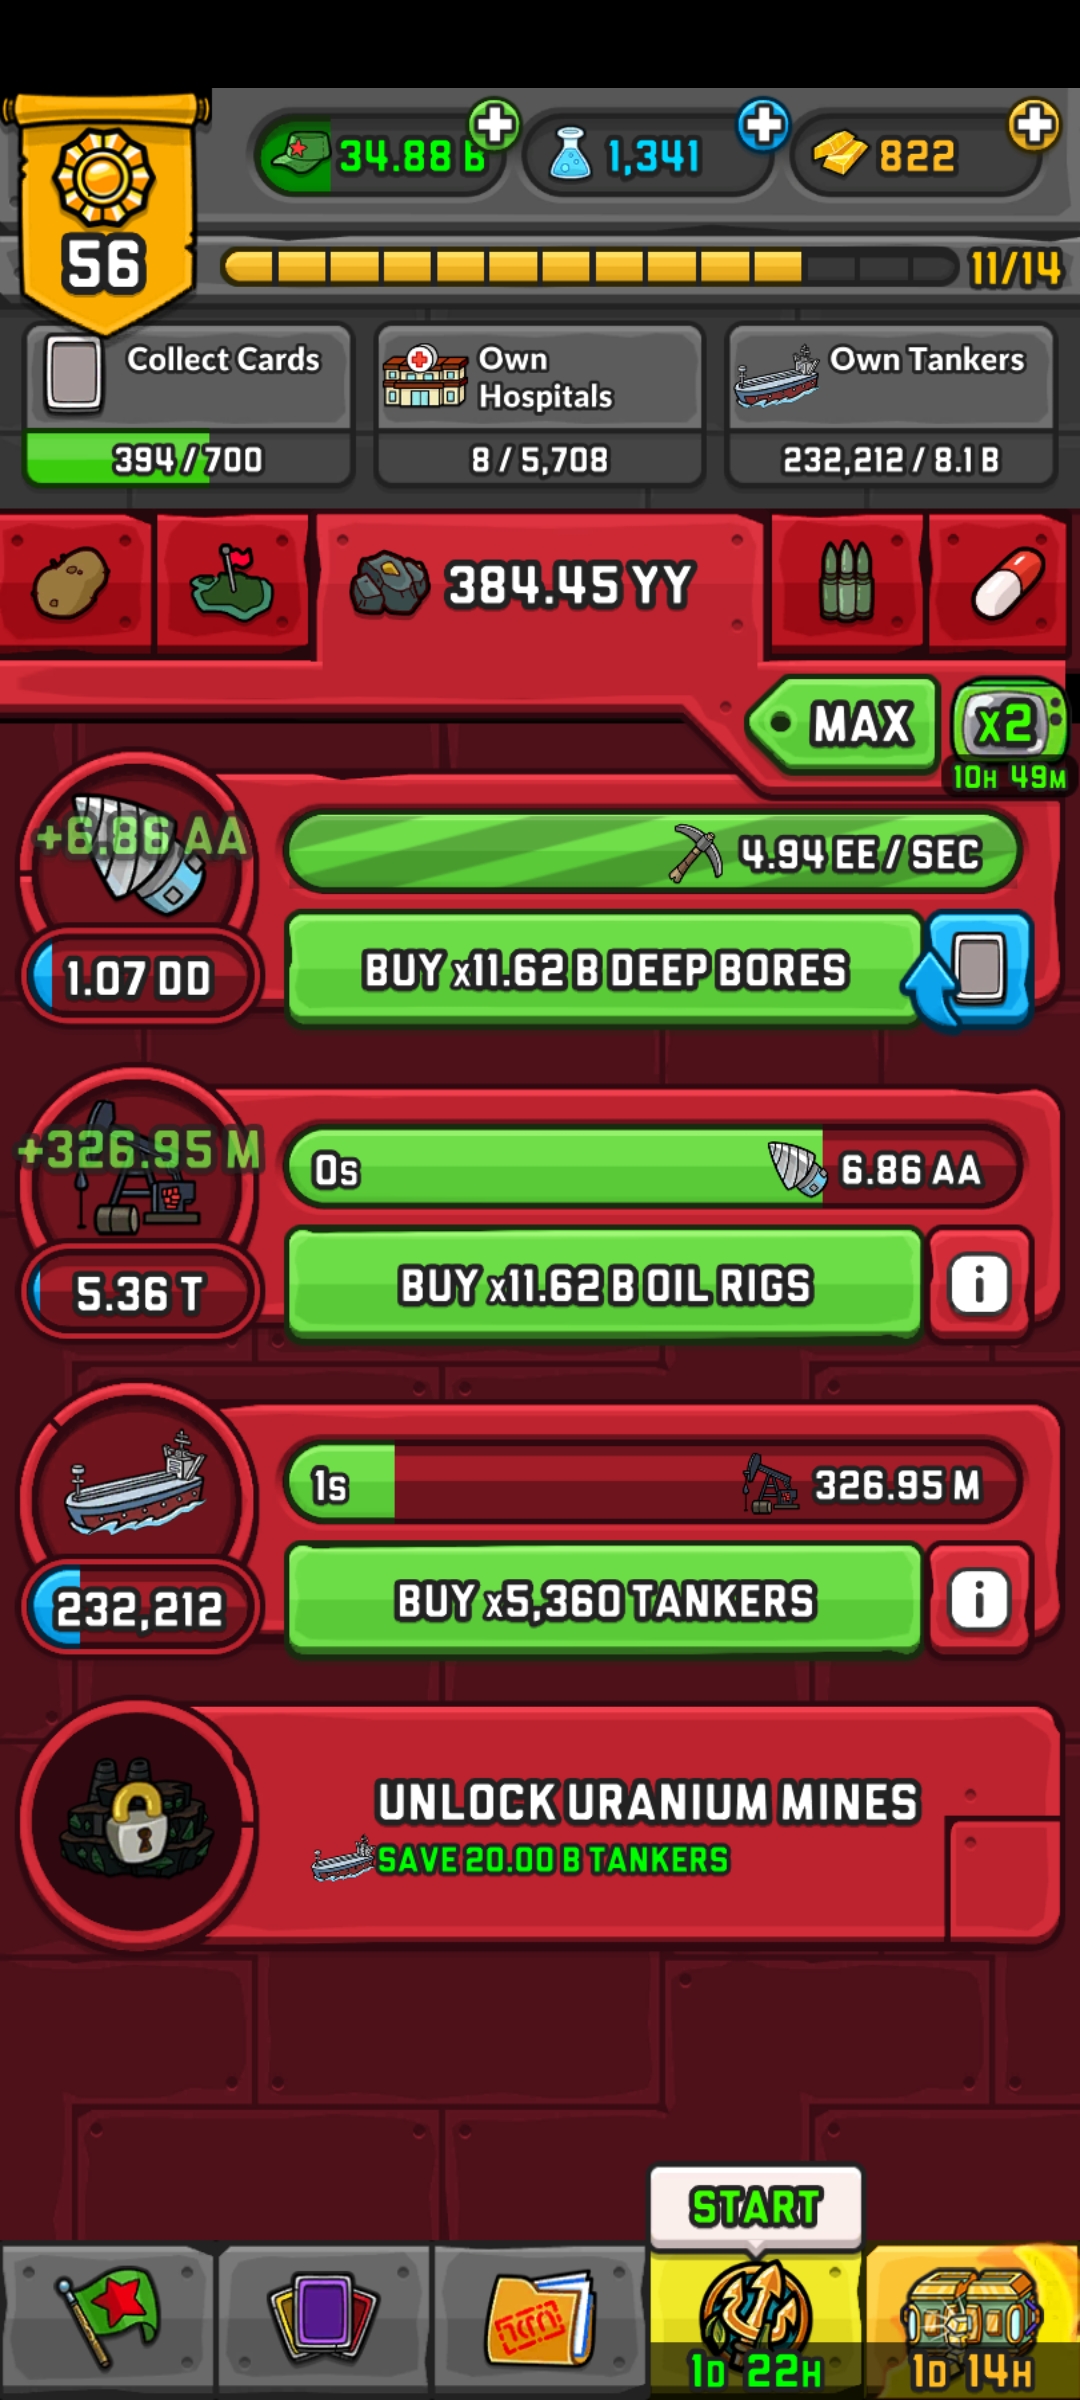 34.88 B
1,341
822
56
11/14
Collect Cards
394 / 700
Own
Hospitals
8 / 5,708
Own Tankers
232,212 / 8.1 B
384.45 YY
MAX
x2
10H 49M
+6.86 AA
4.94 EE / SEC
1.07 DD
BUY x11.62 B DEEP BORES
+326.95 M
0s
6.86 AA
5.36 T
BUY x11.62 B OIL RIGS
i
1s
326.95 M
232,212
BUY x5,360 TANKERS
i
UNLOCK URANIUM MINES
SAVE 20.00 B TANKERS
START
1D 22H
1D 14H